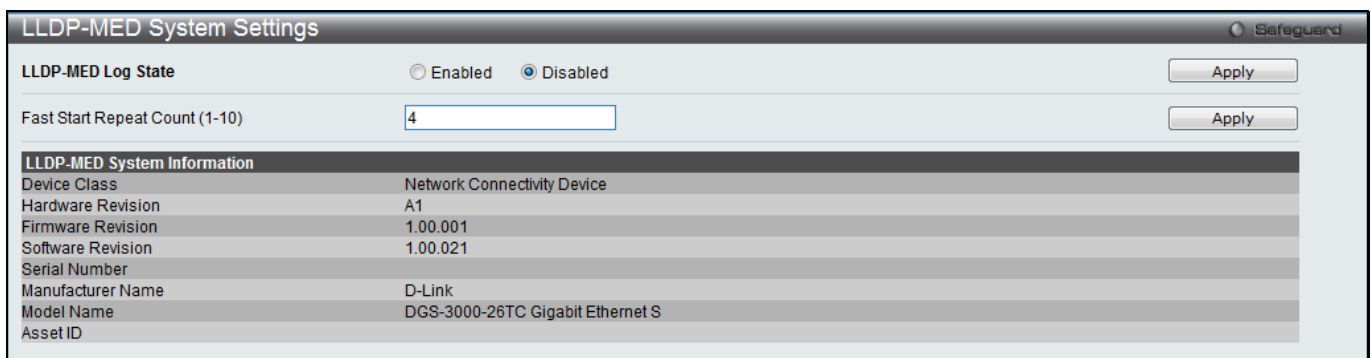 LLDP-MED System Settings Safeguard
LLDP-MED Log State Enabled Disabled Apply
Fast Start Repeat Count (1-10) 4 Apply
LLDP-MED System Information
Device Class Network Connectivity Device
Hardware Revision A1
Firmware Revision 1.00.001
Software Revision 1.00.021
Serial Number
Manufacturer Name D-Link
Model Name DGS-3000-26TC Gigabit Ethernet S
Asset ID